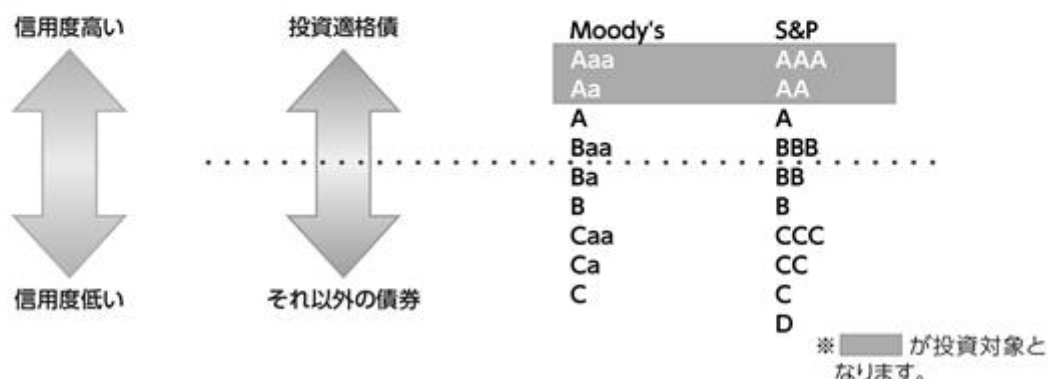 信用度高い
投資適格債
Moody's S&P
Aaa AAA
Aa AA
A A
Baa BBB
Ba BB
B B
Caa CCC
Ca CC
C C
D
信用度低い
それ以外の債券
※ が投資対象と
なります。